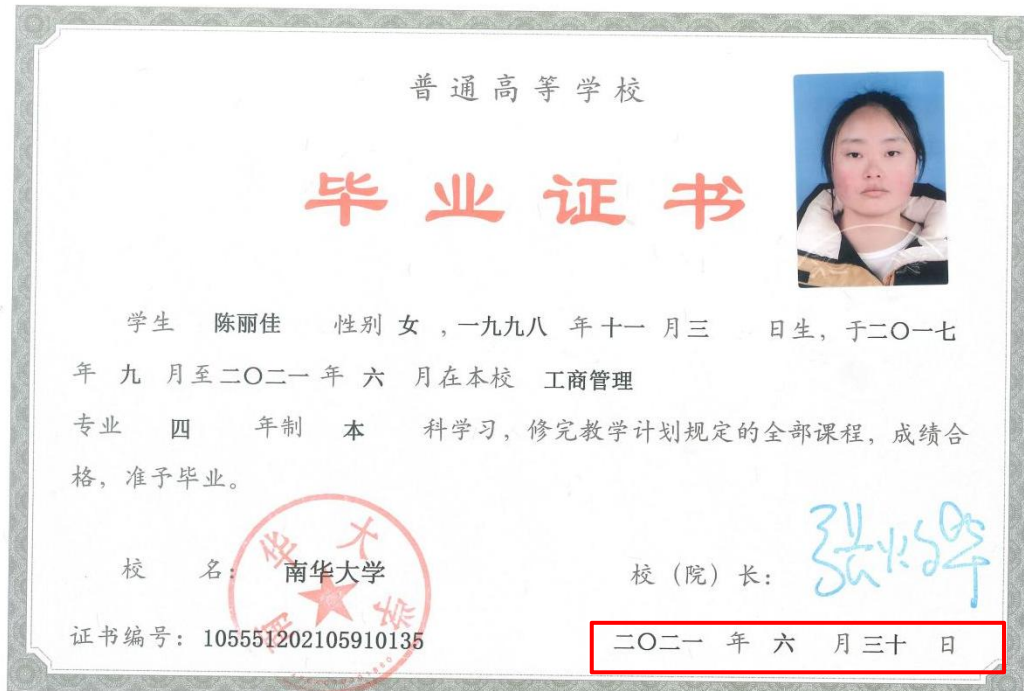 普通高等学校
毕业证书
学生 陈丽佳 性别 女 , 一九九八 年 十一 月 三 日生, 于二〇一七
年 九 月至 二〇二一 年 六 月在本校 工商管理
专业 四 年制 本 科学习, 修完教学计划规定的全部课程, 成绩合
格, 准予毕业。
南华大学
校 名: 南华大学 校(院)长:
证书编号: 105551202105910135 二〇二一 年 六 月 三十 日